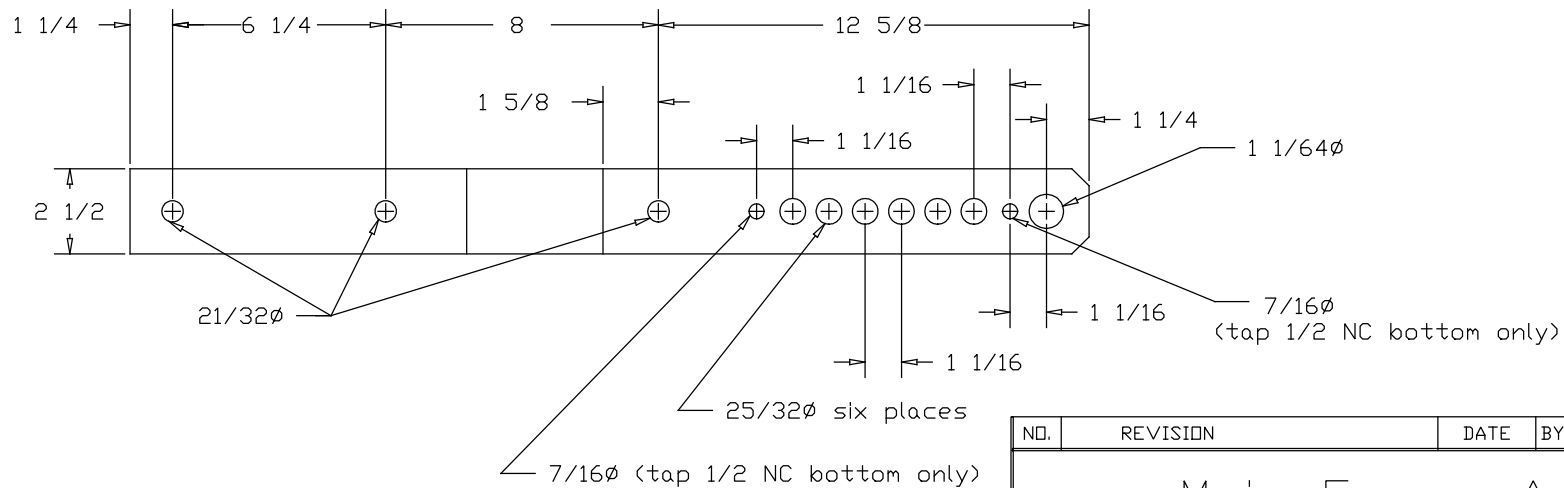 1 1/4
6 1/4
8
12 5/8
1 5/8
1 1/16
1 1/16
1 1/4
1 1/64ø
2 1/2
21/32ø
1 1/16
7/16ø
(tap 1/2 NC bottom only)
1 1/16
25/32ø six places
7/16ø (tap 1/2 NC bottom only)
NO. REVISION DATE BY